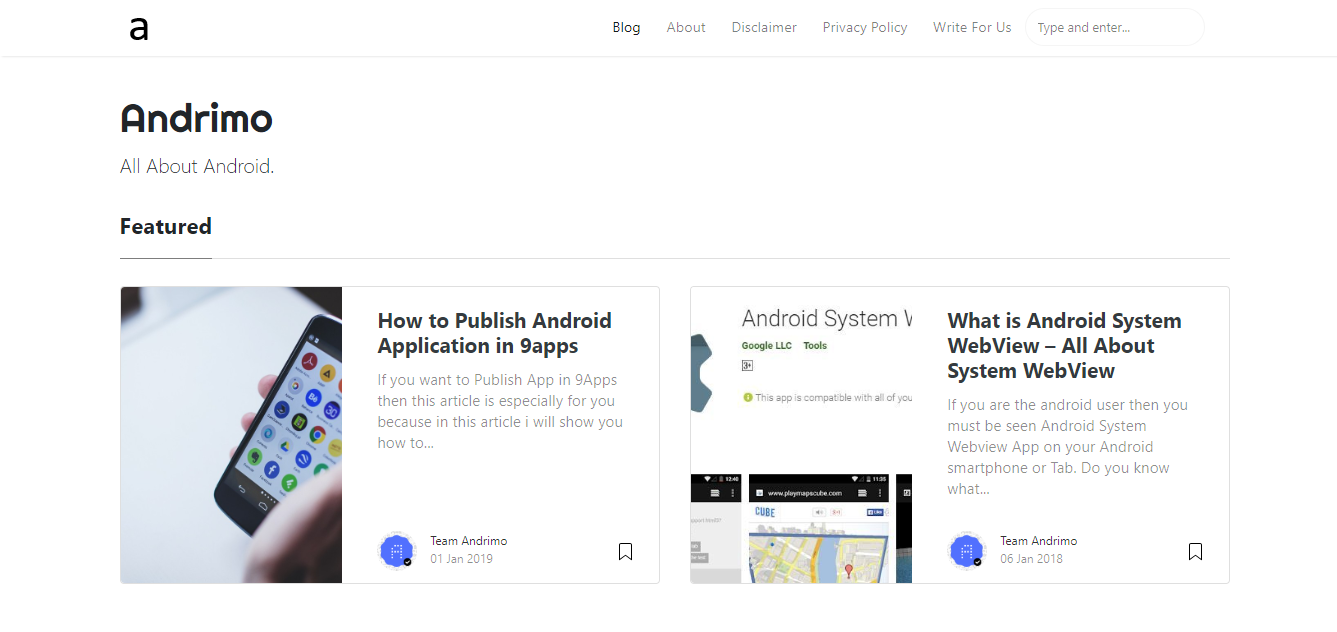 a
Blog About Disclaimer Privacy Policy Write For Us Type and enter...
Andrimo
All About Android.
Featured
How to Publish Android
Application in 9apps
If you want to Publish App in 9Apps
then this article is especially for you
because in this article i will show you
how to...
Team Andrimo
01 Jan 2019
Android System
Google LLC Tools
3+
This app is compatible with all of you
12:40
11:35
www.playmapscube.com
CUBE
What is Android System
WebView – All About
System WebView
If you are the android user then you
must be seen Android System
Webview App on your Android
smartphone or Tab. Do you know
what...
Team Andrimo
06 Jan 2018